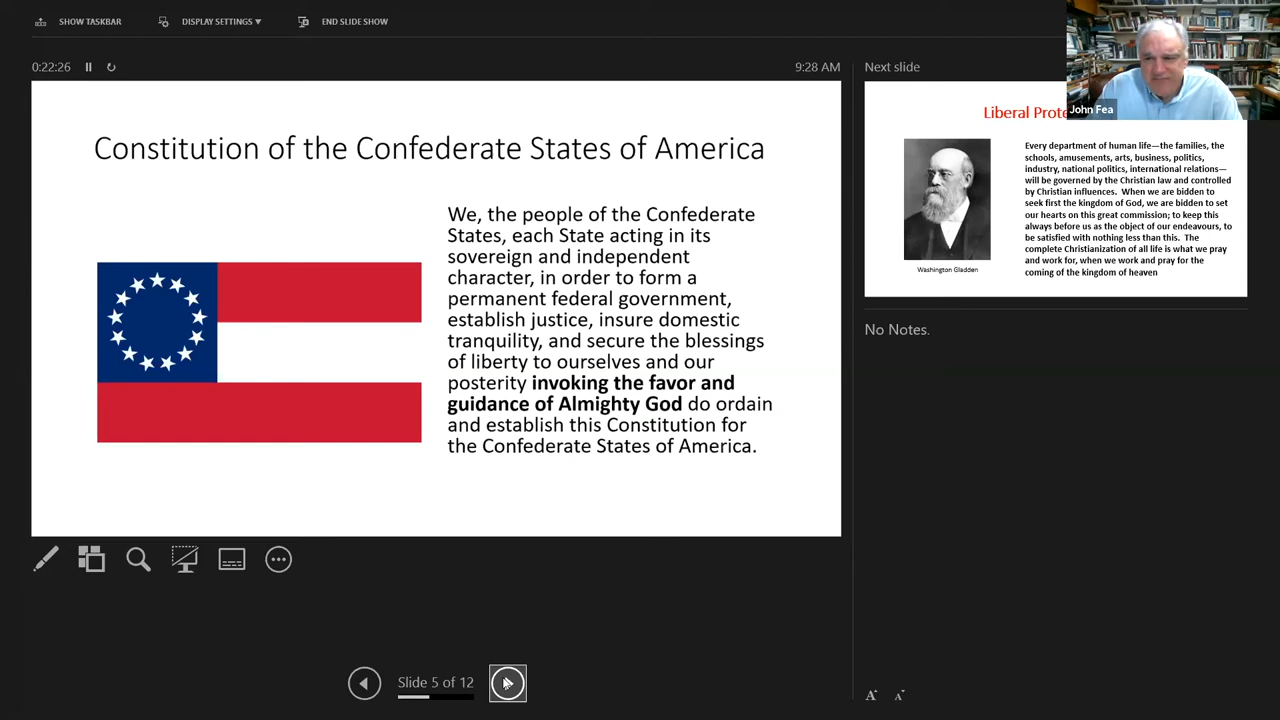 SHOW TASKBAR
DISPLAY SETTINGS ▼
END SLIDE SHOW
0:22:26
9:28 AM
Constitution of the Confederate States of America
We, the people of the Confederate
States, each State acting in its
sovereign and independent
character, in order to form a
permanent federal government,
establish justice, insure domestic
tranquility, and secure the blessings
of liberty to ourselves and our
posterity invoking the favor and
guidance of Almighty God do ordain
and establish this Constitution for
the Confederate States of America.
Slide 5 of 12
Next slide
John Fea
Liberal
Every department of human life—the families, the
schools, amusements, arts, business, politics,
industry, national politics, international relations—
will be governed by the Christian law and controlled
by Christian influences. When we are bidden to
seek first the kingdom of God, we are bidden to set
our hearts on this great commission; to keep this
always before us as the object of our endeavours, to
be satisfied with nothing less than this. The
complete Christianization of all life is what we pray
and work for, when we work and pray for the
coming of the kingdom of heaven
Washington Gladden
No Notes.
A A